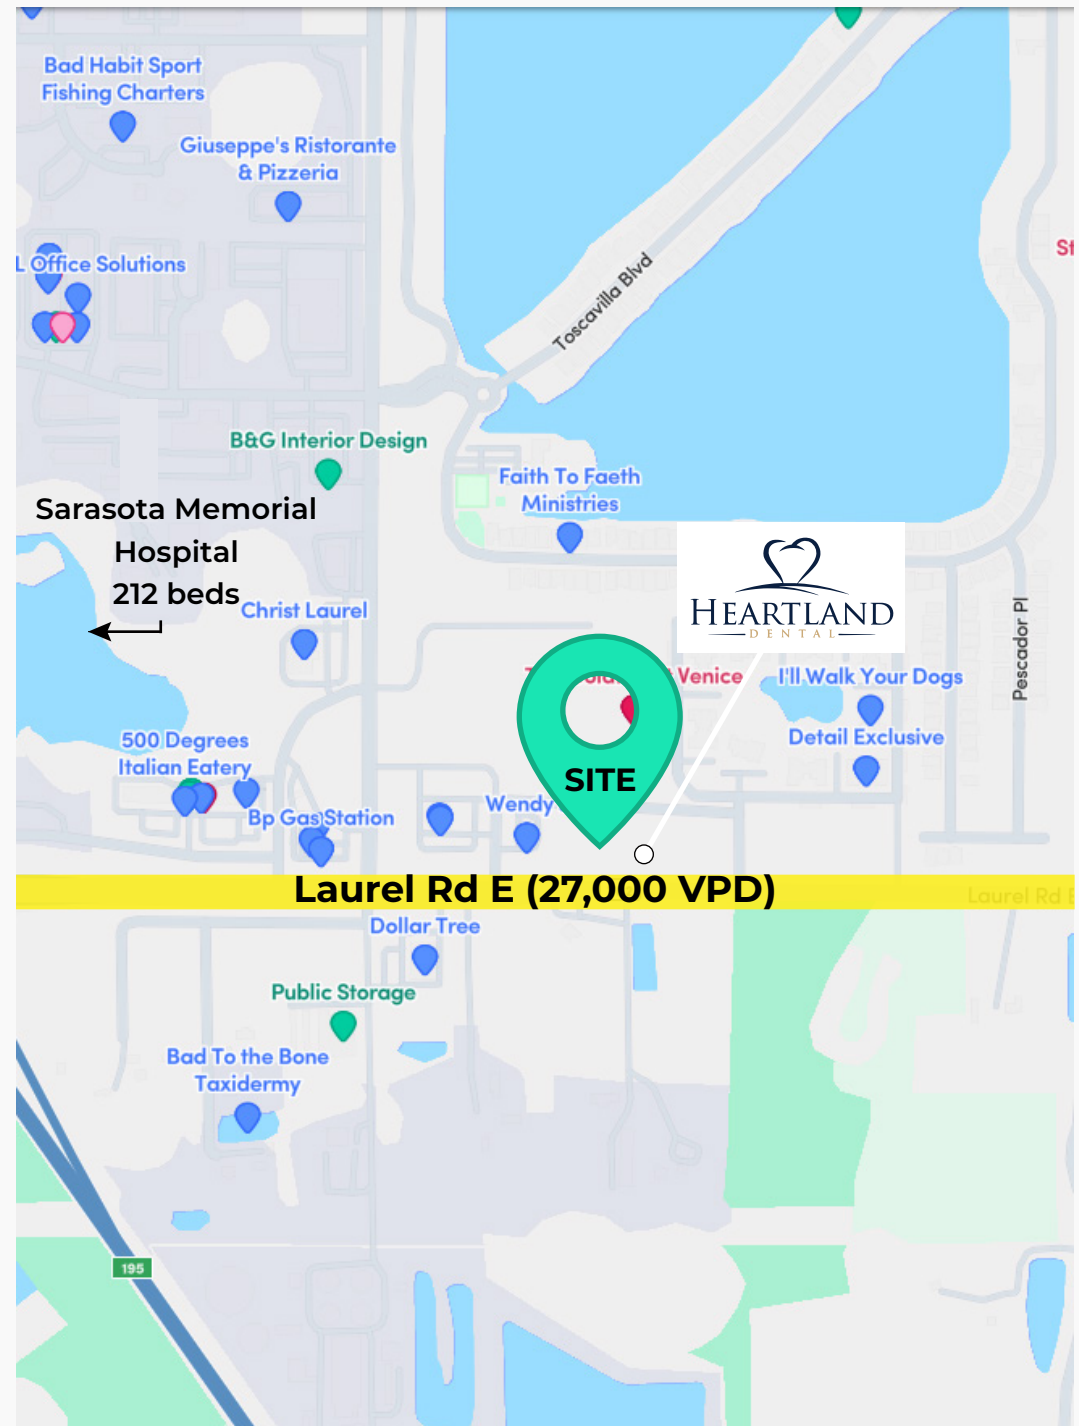 Bad Habit Sport
Fishing Charters
Giuseppe's Ristorante
& Pizzeria
L Office Solutions
St
Toscavilla Blvd
B&G Interior Design
Faith To Faeth
Ministries
Sarasota Memorial
Hospital
212 beds
HEARTLAND
DENTAL
Christ Laurel
Pescador Pl
Venice
I'll Walk Your Dogs
Detail Exclusive
500 Degrees
Italian Eatery
SITE
Wendy
Bp Gas Station
Laurel Rd E (27,000 VPD)
Laurel Rd E
Dollar Tree
Public Storage
Bad To the Bone
Taxidermy
195